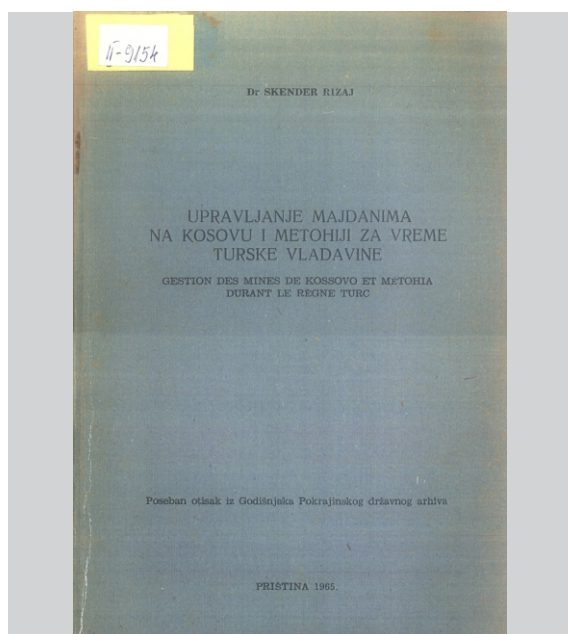 II-9154
Dr SKENDER RIZAJ
UPRAVLJANJE MAJDANIMA
NA KOSOVU I METOHIJI ZA VREME
TURSKE VLADAVINE
GESTION DES MINES DE KOSSOVO ET METOHIA
DURANT LE REGNE TURC
Poseban otisak iz Godišnjaka Pokrajinskog državnog arhiva
PRIŠTINA 1965.